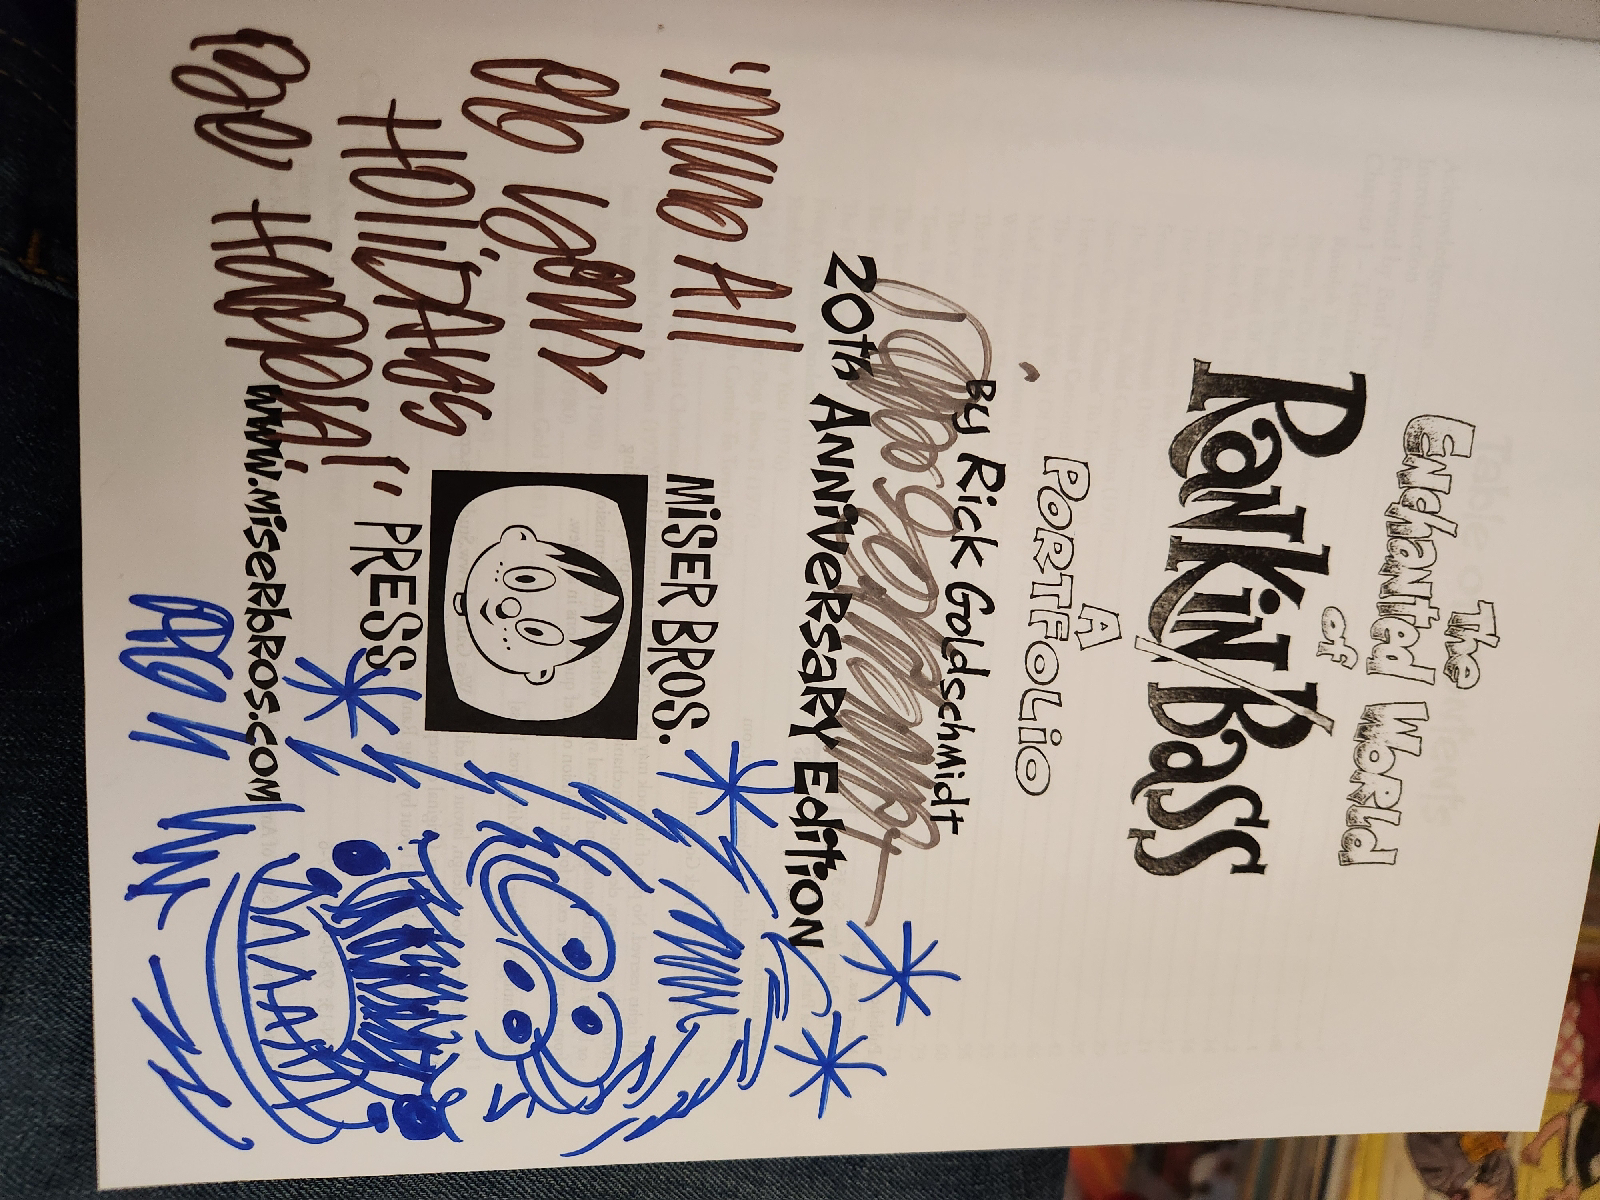 The
Enchanted World
of
Rankin/Bass
A
PORTFOLiO
By Rick Goldschmidt
20th Anniversary Edition
"MAY All
OF YOUR
HOLiDAYS
BE HAPPY!"
MiSER BROS.
PRESS
www.miserbros.com